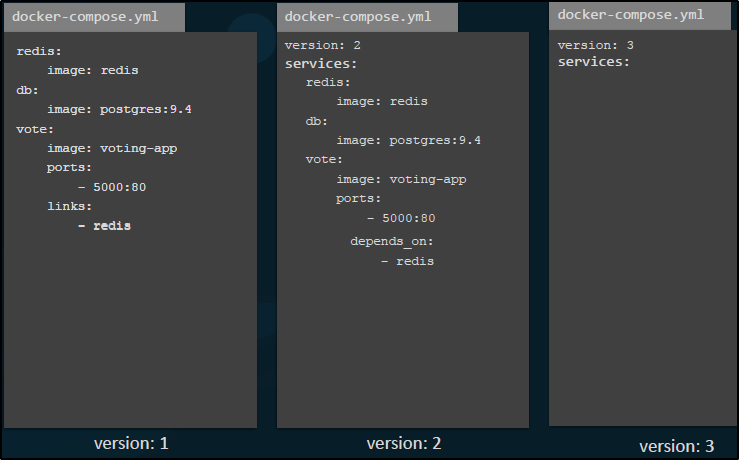 docker-compose.yml
redis:
    image: redis
db:
    image: postgres:9.4
vote:
    image: voting-app
    ports:
        - 5000:80
    links:
        - redis
version: 1
docker-compose.yml
version: 2
services:
   redis:
       image: redis
   db:
       image: postgres:9.4
   vote:
       image: voting-app
       ports:
           - 5000:80
         depends_on:
             - redis
version: 2
docker-compose.yml
version: 3
services:
version: 3